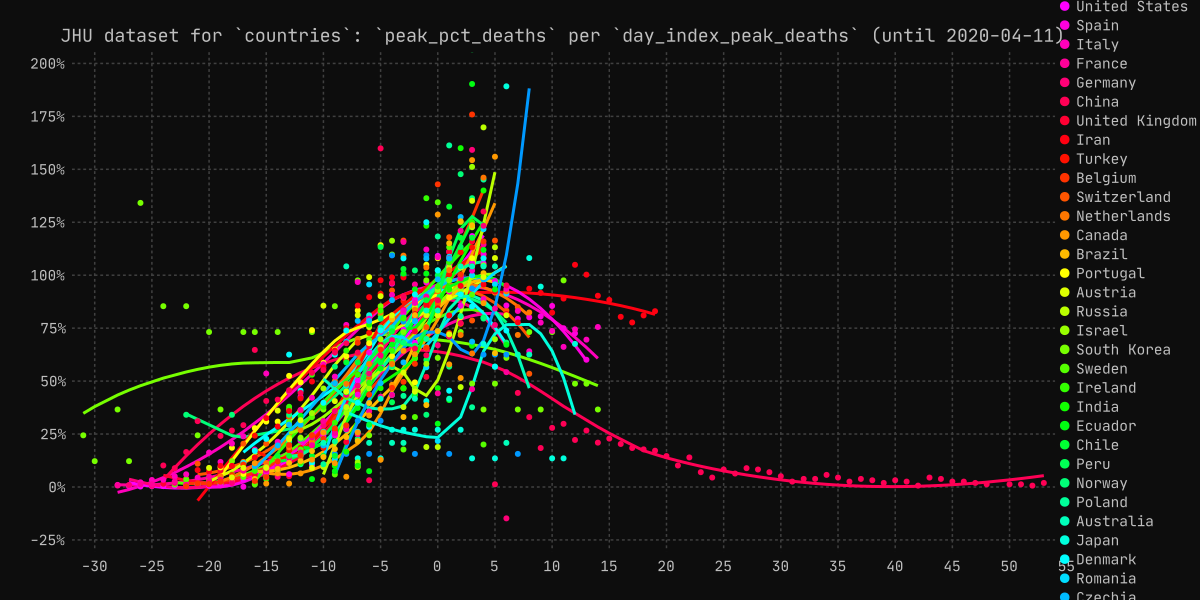 United States
JHU dataset for `countries`: `peak_pct_deaths` per `day_index_peak_deaths` (until 2020-04-11)
Spain
Italy
France
Germany
China
United Kingdom
Iran
Turkey
Belgium
Switzerland
Netherlands
Canada
Brazil
Portugal
Austria
Russia
Israel
South Korea
Sweden
Ireland
India
Ecuador
Chile
Peru
Norway
Poland
Australia
Japan
Denmark
Romania
Czechia
200%
175%
150%
125%
100%
75%
50%
25%
0%
-25%
-30 -25 -20 -15 -10 -5 0 5 10 15 20 25 30 35 40 45 50 55